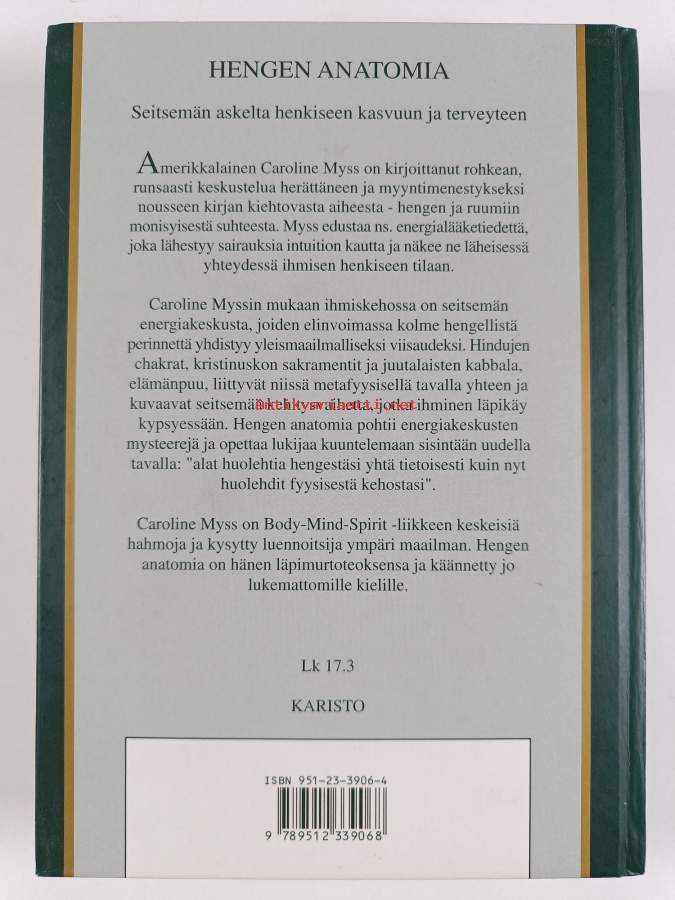 HENGEN ANATOMIA
Seitsemän askelta henkiseen kasvuun ja terveyteen
Amerikkalainen Caroline Myss on kirjoittanut rohkean,
runsaasti keskustelua herättäneen ja myyntimenestykseksi
nousseen kirjan kiehtovasta aiheesta - hengen ja ruumiin
monisyisestä suhteesta. Myss edustaa ns. energialääketiedettä,
joka lähestyy sairauksia intuition kautta ja näkee ne läheisessä
yhteydessä ihmisen henkiseen tilaan.
Caroline Myssin mukaan ihmiskehossa on seitsemän
energiakeskusta, joiden elinvoimassa kolme hengellistä
perinnettä yhdistyy yleismaailmalliseksi viisaudeksi. Hindujen
chakrat, kristinuskon sakramentit ja juutalaisten kabbala,
elämänpuu, liittyvät niissä metafyysisellä tavalla yhteen ja
kuvaavat seitsemän kehitysvaihetta, jotka ihminen läpikäy
kypsyessään. Hengen anatomia pohtii energiakeskusten
mysteerejä ja opettaa lukijaa kuuntelemaan sisintään uudella
tavalla: "alat huolehtia hengestäsi yhtä tietoisesti kuin nyt
huolehdit fyysisestä kehostasi".
Caroline Myss on Body-Mind-Spirit -liikkeen keskeisiä
hahmoja ja kysytty luennoitsija ympäri maailman. Hengen
anatomia on hänen läpimurtoteoksensa ja käännetty jo
lukemattomille kielille.
Lk 17.3
KARISTO
ISBN 951-23-3906-4
9 789512 339068